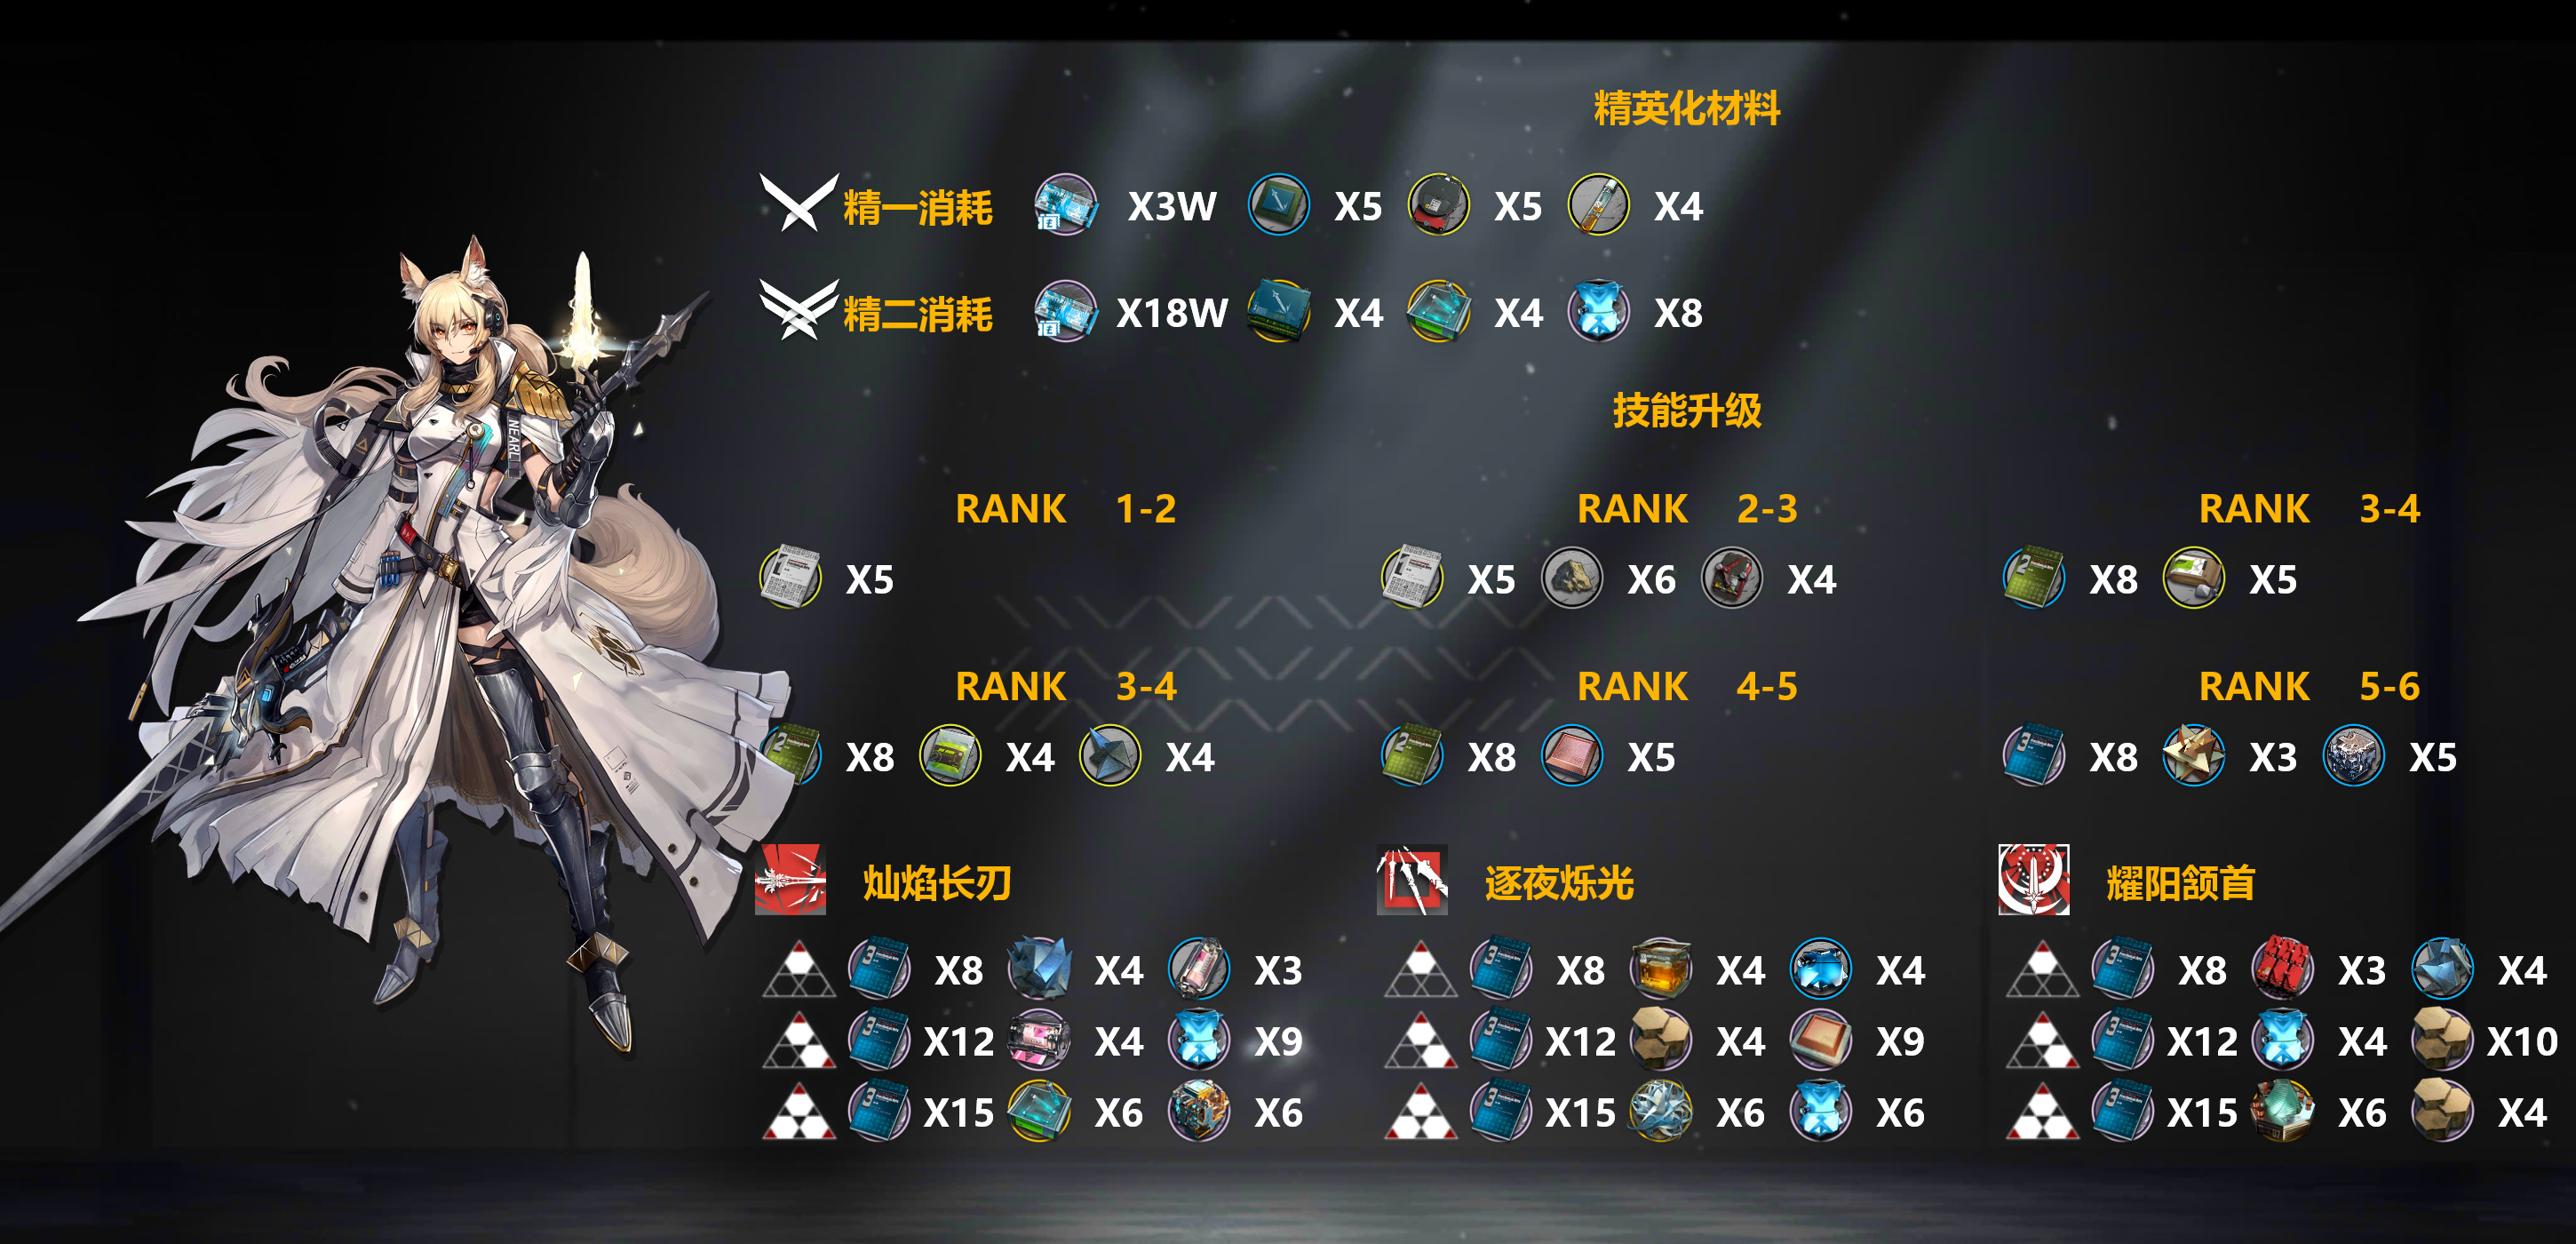 精英化材料
精一消耗 X3W X5 X5 X4
精二消耗 X18W X4 X4 X8
技能升级
RANK 1-2 RANK 2-3 RANK 3-4
X5 X5 X6 X4 X8 X5
RANK 3-4 RANK 4-5 RANK 5-6
X8 X4 X4 X8 X5 X8 X3 X5
灿焰长刃 逐夜烁光 耀阳颔首
X8 X4 X3 X8 X4 X4 X8 X3 X4
X12 X4 X9 X12 X4 X9 X12 X4 X10
X15 X6 X6 X15 X6 X6 X15 X6 X4
NEARL